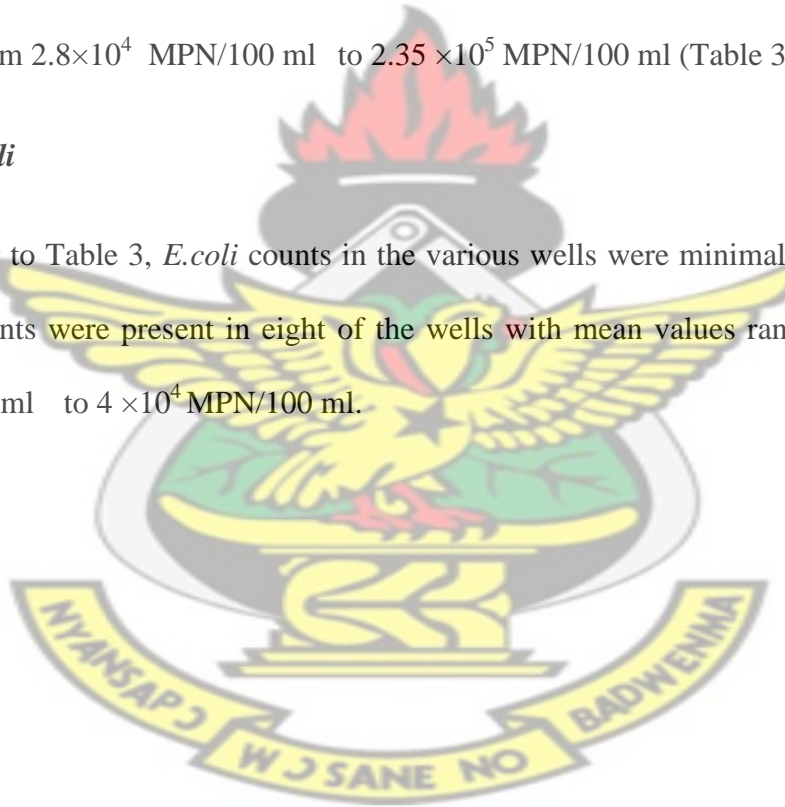 m 2.8×10⁴ MPN/100 ml to 2.35 ×10⁵ MPN/100 ml (Table 3
li
to Table 3, E.coli counts in the various wells were minimal
nts were present in eight of the wells with mean values ran
ml to 4 ×10⁴ MPN/100 ml.
NYANSAPƆ WƆSANE NO BADWENMA